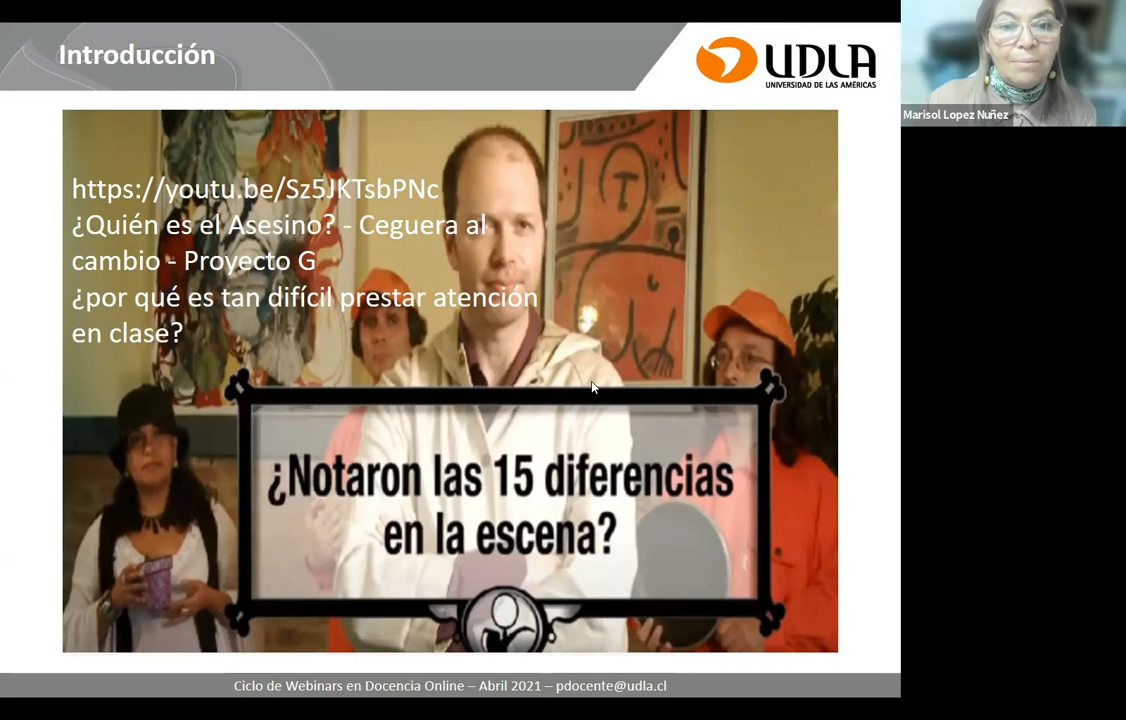 Introducción
UDLA
UNIVERSIDAD DE LAS AMÉRICAS
Marisol Lopez Nuñez
https://youtu.be/Sz5JKTsbPNc
¿Quién es el Asesino? - Ceguera al
cambio - Proyecto G
¿por qué es tan difícil prestar atención
en clase?
¿Notaron las 15 diferencias
en la escena?
Ciclo de Webinars en Docencia Online – Abril 2021 – pdocente@udla.cl